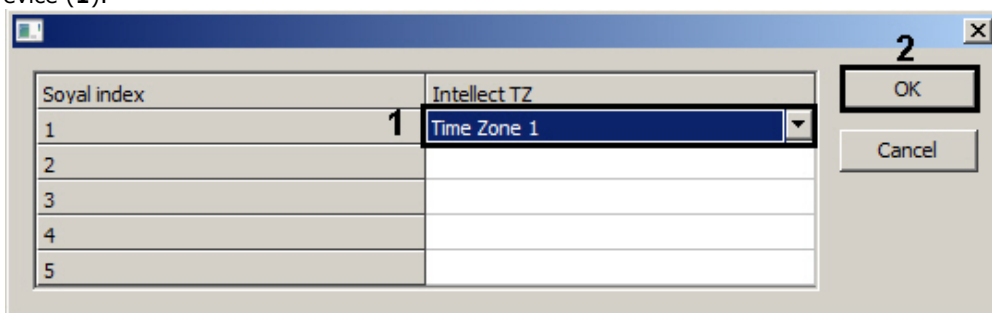 evice (1).
2
Soyal index Intellect TZ OK
1 1 Time Zone 1
2 Cancel
3
4
5